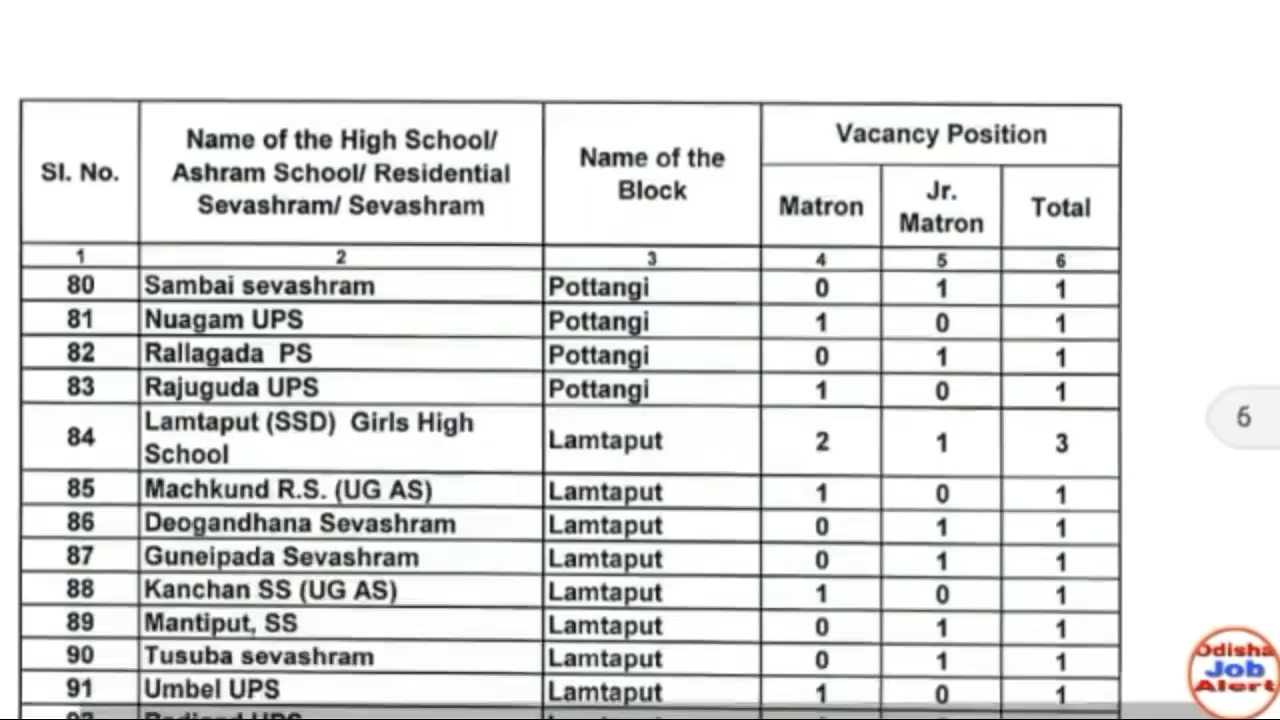 Sl. No. Name of the High School/ Ashram School/ Residential Sevashram/ Sevashram Name of the Block Vacancy Position
Matron Jr. Matron Total
1 2 3 4 5 6
80 Sambai sevashram Pottangi 0 1 1
81 Nuagam UPS Pottangi 1 0 1
82 Rallagada PS Pottangi 0 1 1
83 Rajuguda UPS Pottangi 1 0 1
84 Lamtaput (SSD) Girls High School Lamtaput 2 1 3
85 Machkund R.S. (UG AS) Lamtaput 1 0 1
86 Deogandhana Sevashram Lamtaput 0 1 1
87 Guneipada Sevashram Lamtaput 0 1 1
88 Kanchan SS (UG AS) Lamtaput 1 0 1
89 Mantiput, SS Lamtaput 0 1 1
90 Tusuba sevashram Lamtaput 0 1 1
91 Umbel UPS Lamtaput 1 0 1
6
Odisha
Job
Alert